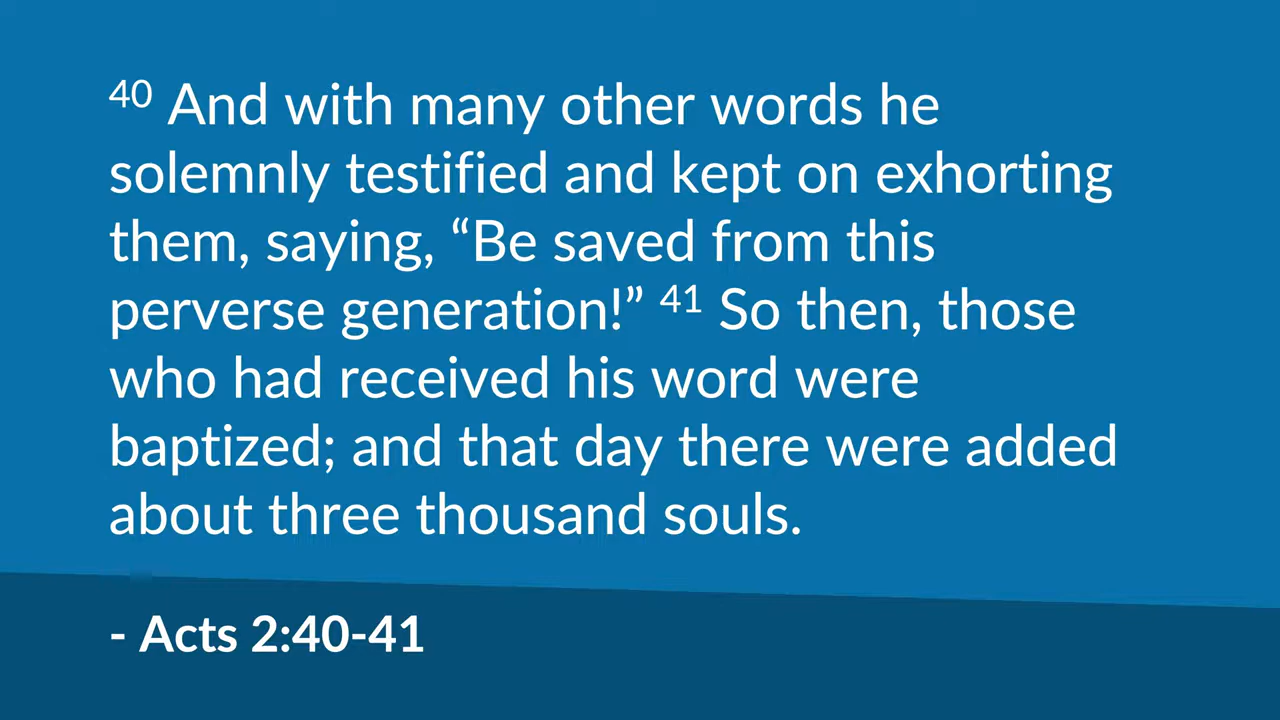 40 And with many other words he
solemnly testified and kept on exhorting
them, saying, “Be saved from this
perverse generation!” 41 So then, those
who had received his word were
baptized; and that day there were added
about three thousand souls.
- Acts 2:40-41